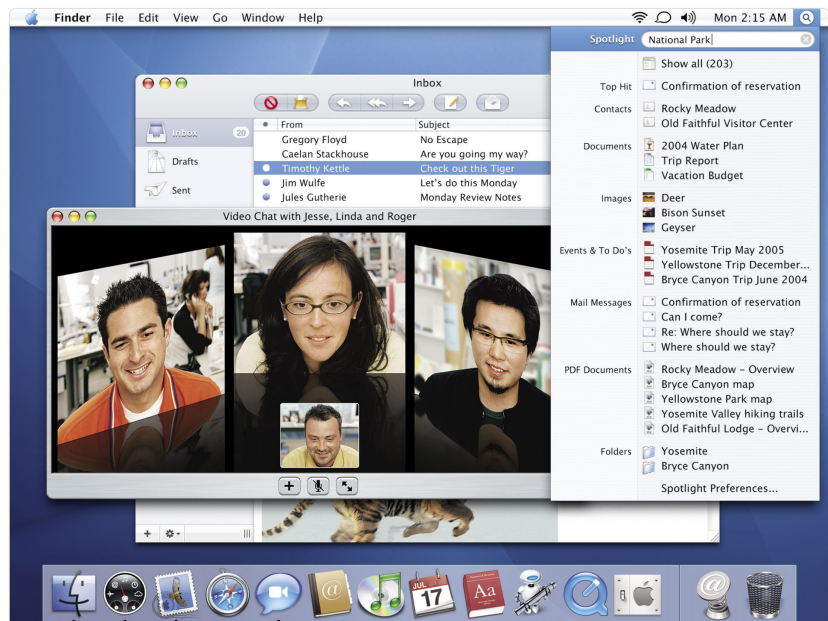 Finder File Edit View Go Window Help
Mon 2:15 AM
Spotlight National Park
Show all (203)
Top Hit Confirmation of reservation
Contacts Rocky Meadow
Old Faithful Visitor Center
Documents 2004 Water Plan
Trip Report
Vacation Budget
Images Deer
Bison Sunset
Geyser
Events & To Do's Yosemite Trip May 2005
Yellowstone Trip December...
Bryce Canyon Trip June 2004
Mail Messages Confirmation of reservation
Can I come?
Re: Where should we stay?
Where should we stay?
PDF Documents Rocky Meadow – Overview
Bryce Canyon map
Yellowstone Park map
Yosemite Valley hiking trails
Old Faithful Lodge – Overvi...
Folders Yosemite
Bryce Canyon
Spotlight Preferences...
Inbox
From Subject
Inbox 20
Drafts
Sent
Gregory Floyd No Escape
Caelan Stackhouse Are you going my way?
Timothy Kettle Check out this Tiger
Jim Wulfe Let's do this Monday
Jules Gutherie Monday Review Notes
Video Chat with Jesse, Linda and Roger
@
JUL
17
Aa
@